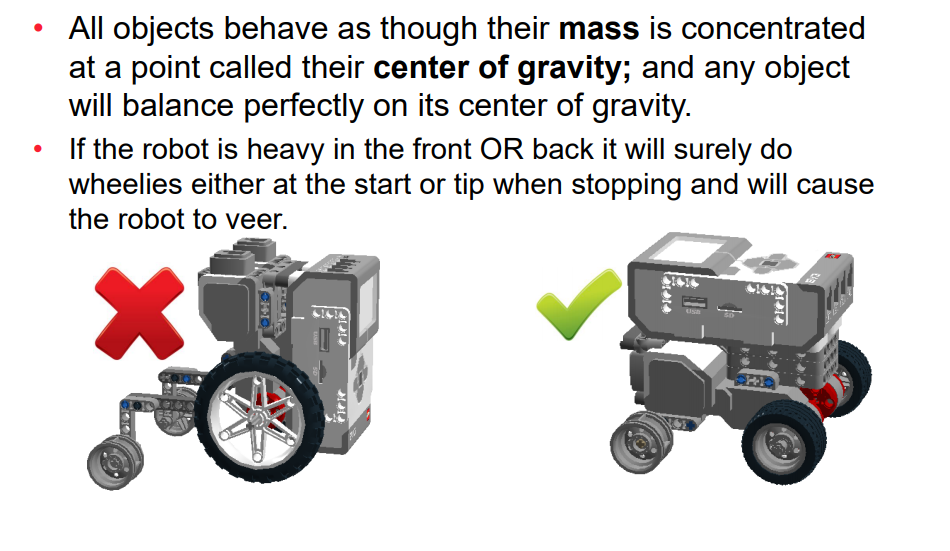 • All objects behave as though their mass is concentrated
at a point called their center of gravity; and any object
will balance perfectly on its center of gravity.
• If the robot is heavy in the front OR back it will surely do
wheelies either at the start or tip when stopping and will cause
the robot to veer.
USB
SD
EV3